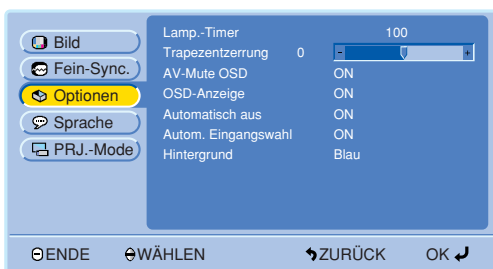 Bild
Fein-Sync.
Optionen
Sprache
PRJ.-Mode
Lamp.-Timer 100
Trapezentzerrung 0 - +
AV-Mute OSD ON
OSD-Anzeige ON
Automatisch aus ON
Autom. Eingangswahl ON
Hintergrund Blau
ENDE WÄHLEN ZURÜCK OK